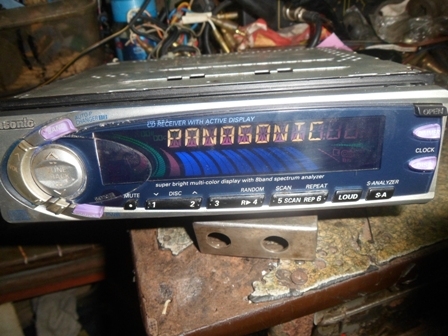 asonic
CD RECEIVER WITH ACTIVE DISPLAY
PANASONIC
OPEN
CLOCK
super bright multi-color display with 9band spectrum analyzer
MUTE
DISC
RANDOM
SCAN
REPEAT
S·ANALYZER
1
2
3
R▶4
5 SCAN
REP 6
LOUD
S·A